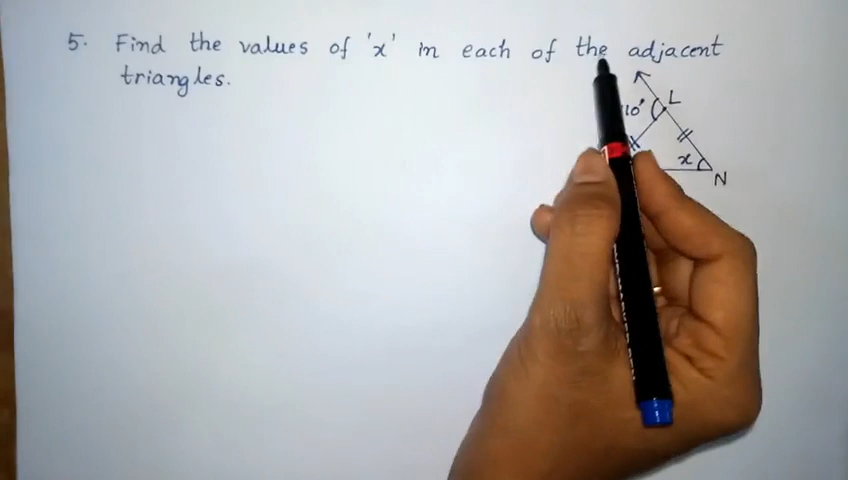 5. Find the values of 'x' in each of the adjacent
triangles.
L
x
N